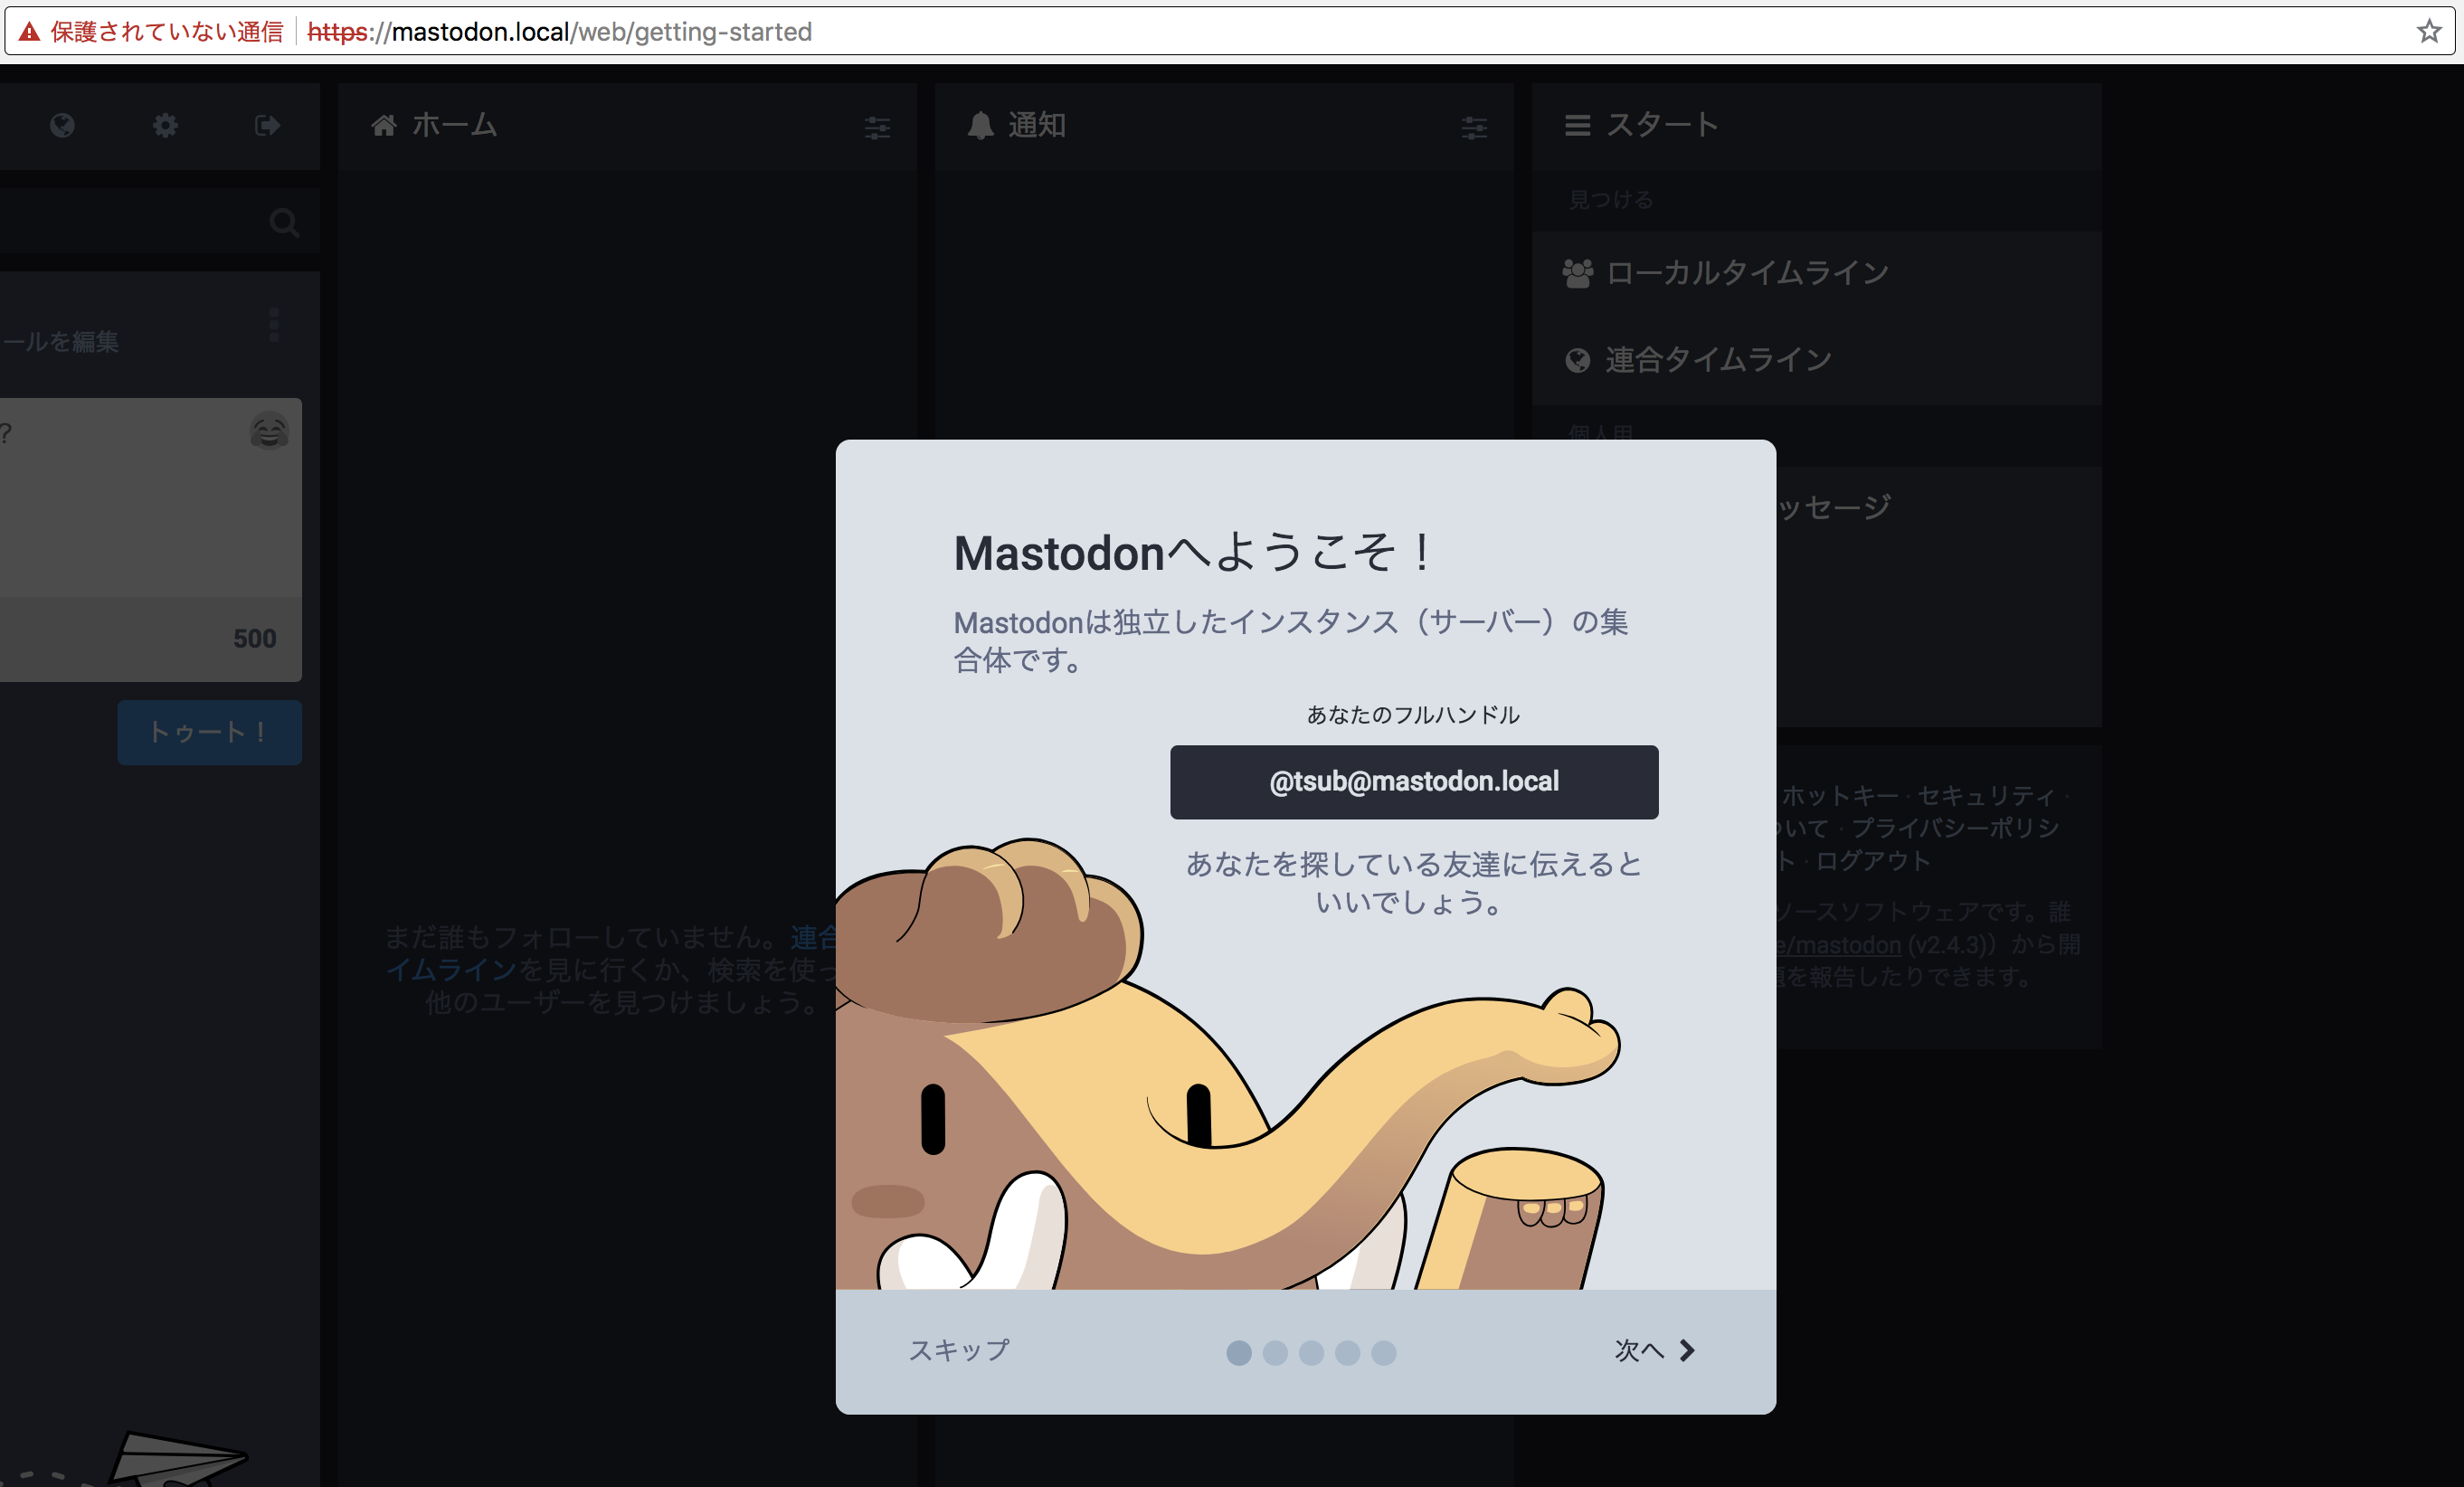 保護されていない通信 https://mastodon.local/web/getting-started
ホーム
通知
スタート
見つける
ローカルタイムライン
連合タイムライン
個人用
ールを編集
?
ッセージ
500
トゥート！
Mastodonへようこそ！
Mastodonは独立したインスタンス（サーバー）の集
合体です。
あなたのフルハンドル
@tsub@mastodon.local
あなたを探している友達に伝えると
いいでしょう。
ホットキー · セキュリティ ·
ついて · プライバシーポリシ
ト · ログアウト
ソースソフトウェアです。誰
e/mastodon (v2.4.3)）から開
題を報告したりできます。
まだ誰もフォローしていません。連合
イムラインを見に行くか、検索を使っ
他のユーザーを見つけましょう。
スキップ
次へ